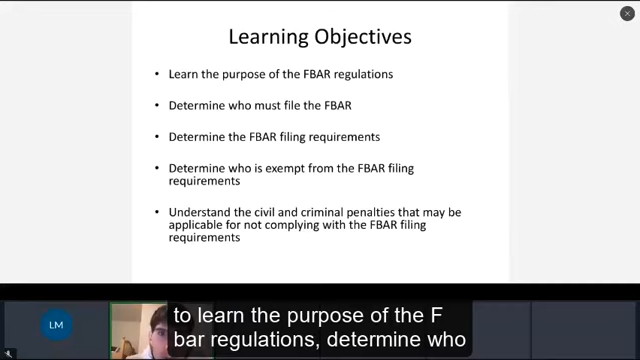 Learning Objectives
• Learn the purpose of the FBAR regulations
• Determine who must file the FBAR
• Determine the FBAR filing requirements
• Determine who is exempt from the FBAR filing
requirements
• Understand the civil and criminal penalties that may be
applicable for not complying with the FBAR filing
requirements
LM
to learn the purpose of the F
bar regulations, determine who